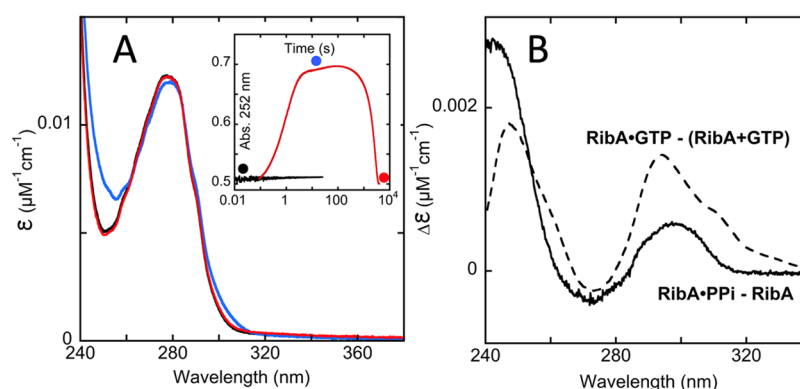 A
B
Time (s)
Abs. 252 nm
0.7
0.6
0.5
0.01
1
100
10⁴
ε (µM⁻¹cm⁻¹)
0.01
0
240
280
320
360
Wavelength (nm)
Δε (µM⁻¹cm⁻¹)
0.002
0
RibA•GTP - (RibA+GTP)
RibA•PPi - RibA
240
280
320
Wavelength (nm)